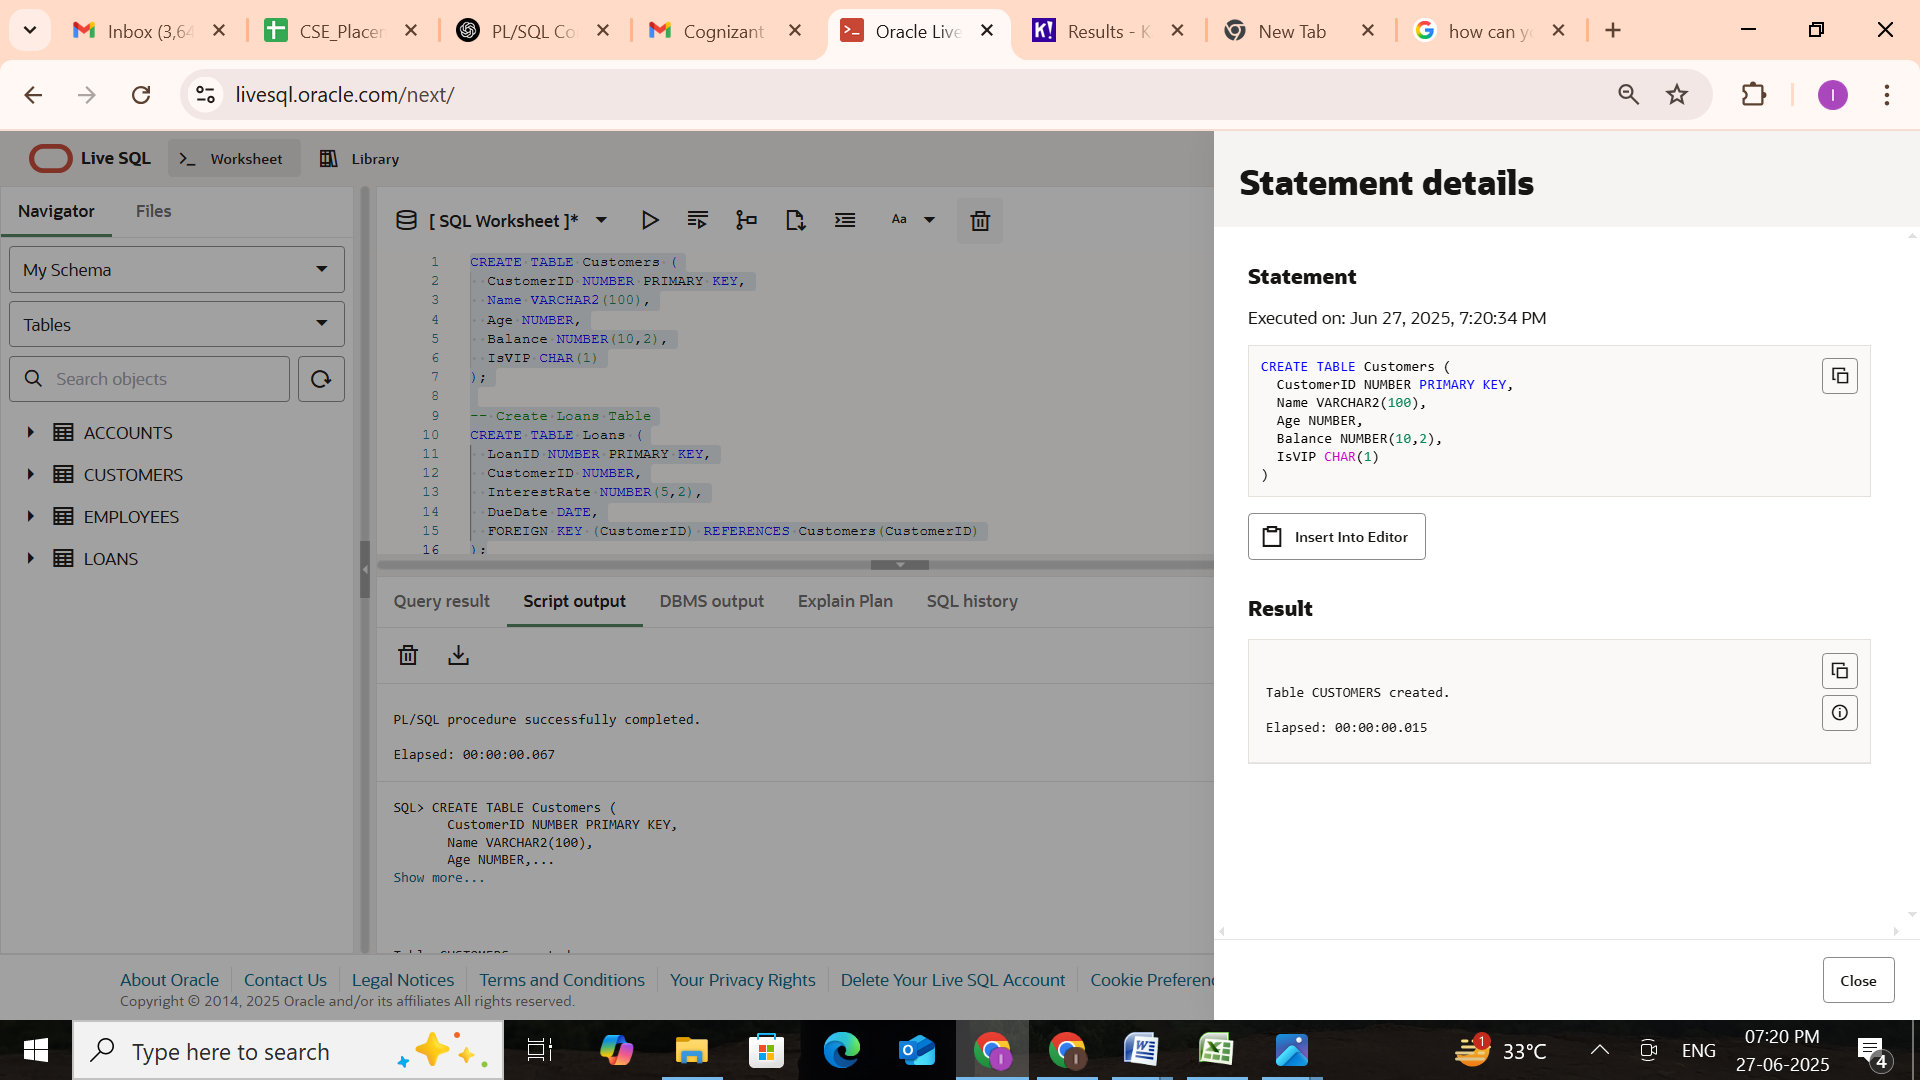 Inbox (3,64
CSE_Placer
PL/SQL Co
Cognizant
Oracle Live
Results - K
New Tab
how can y
livesql.oracle.com/next/
I
Live SQL
Worksheet
Library
Navigator
Files
[ SQL Worksheet ]*
Aa
My Schema
Tables
Search objects
ACCOUNTS
CUSTOMERS
EMPLOYEES
LOANS
1 CREATE TABLE Customers (
2 CustomerID NUMBER PRIMARY KEY,
3 Name VARCHAR2(100),
4 Age NUMBER,
5 Balance NUMBER(10,2),
6 IsVIP CHAR(1)
7 );
8
9 -- Create Loans Table
10 CREATE TABLE Loans (
11 LoanID NUMBER PRIMARY KEY,
12 CustomerID NUMBER,
13 InterestRate NUMBER(5,2),
14 DueDate DATE,
15 FOREIGN KEY (CustomerID) REFERENCES Customers(CustomerID)
16 );
Query result
Script output
DBMS output
Explain Plan
SQL history
PL/SQL procedure successfully completed.
Elapsed: 00:00:00.067
SQL> CREATE TABLE Customers (
CustomerID NUMBER PRIMARY KEY,
Name VARCHAR2(100),
Age NUMBER,...
Show more...
Statement details
Statement
Executed on: Jun 27, 2025, 7:20:34 PM
CREATE TABLE Customers (
CustomerID NUMBER PRIMARY KEY,
Name VARCHAR2(100),
Age NUMBER,
Balance NUMBER(10,2),
IsVIP CHAR(1)
)
Insert Into Editor
Result
Table CUSTOMERS created.
Elapsed: 00:00:00.015
Close
About Oracle
Contact Us
Legal Notices
Terms and Conditions
Your Privacy Rights
Delete Your Live SQL Account
Cookie Preferen
Copyright © 2014, 2025 Oracle and/or its affiliates All rights reserved.
Type here to search
1
33°C
ENG
07:20 PM
27-06-2025
4